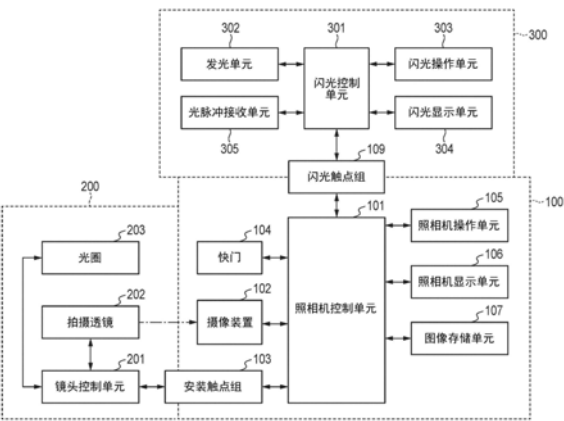 302
301
303
300
发光单元
闪光控制
单元
闪光操作单元
光脉冲接收单元
闪光显示单元
305
304
109
闪光触点组
200
101
100
203
104
105
光圈
快门
照相机操作单元
202
102
106
拍摄透镜
摄像装置
照相机控制单元
照相机显示单元
201
103
107
镜头控制单元
安装触点组
图像存储单元